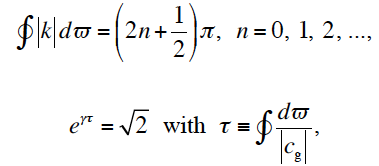 ∮|k|dϖ = (2n + 1/2)π, n = 0, 1, 2, ...,
e^{γτ} = √2 with τ ≡ ∮ dϖ/|c_g|,